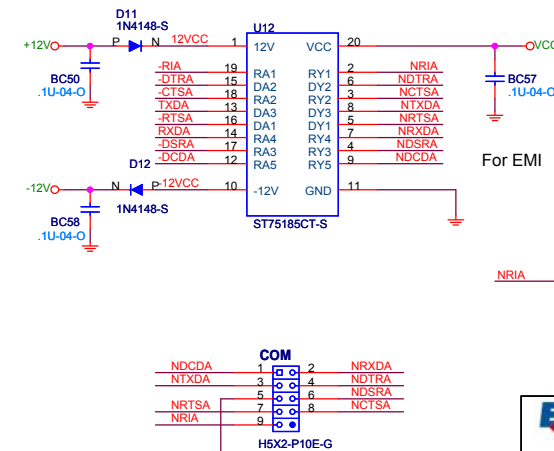 D11
1N4148-S
U12
+12V
P
N
12VCC
1
12V
VCC
20
VCC
BC50
.1U-04-O
BC57
.1U-04-O
-RIA
19
RA1
RY1
2
NRIA
-DTRA
15
DA2
DY2
6
NDTRA
-CTSA
18
RA2
RY2
3
NCTSA
TXDA
13
DA3
DY3
8
NTXDA
-RTSA
16
DA1
DY1
5
NRTSA
RXDA
14
RA4
RY4
7
NRXDA
-DSRA
17
RA3
RY3
4
NDSRA
-DCDA
12
RA5
RY5
9
NDCDA
For EMI
D12
-12V
N
P
-12VCC
10
-12V
GND
11
1N4148-S
BC58
.1U-04-O
ST75185CT-S
NRIA
COM
NDCDA
1
2
NRXDA
NTXDA
3
4
NDTRA
5
6
NDSRA
NRTSA
7
8
NCTSA
NRIA
9
H5X2-P10E-G